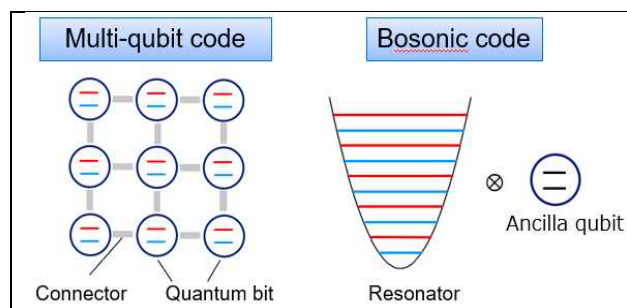 Multi-qubit code
Bosonic code
⊗
Ancilla qubit
Connector
Quantum bit
Resonator